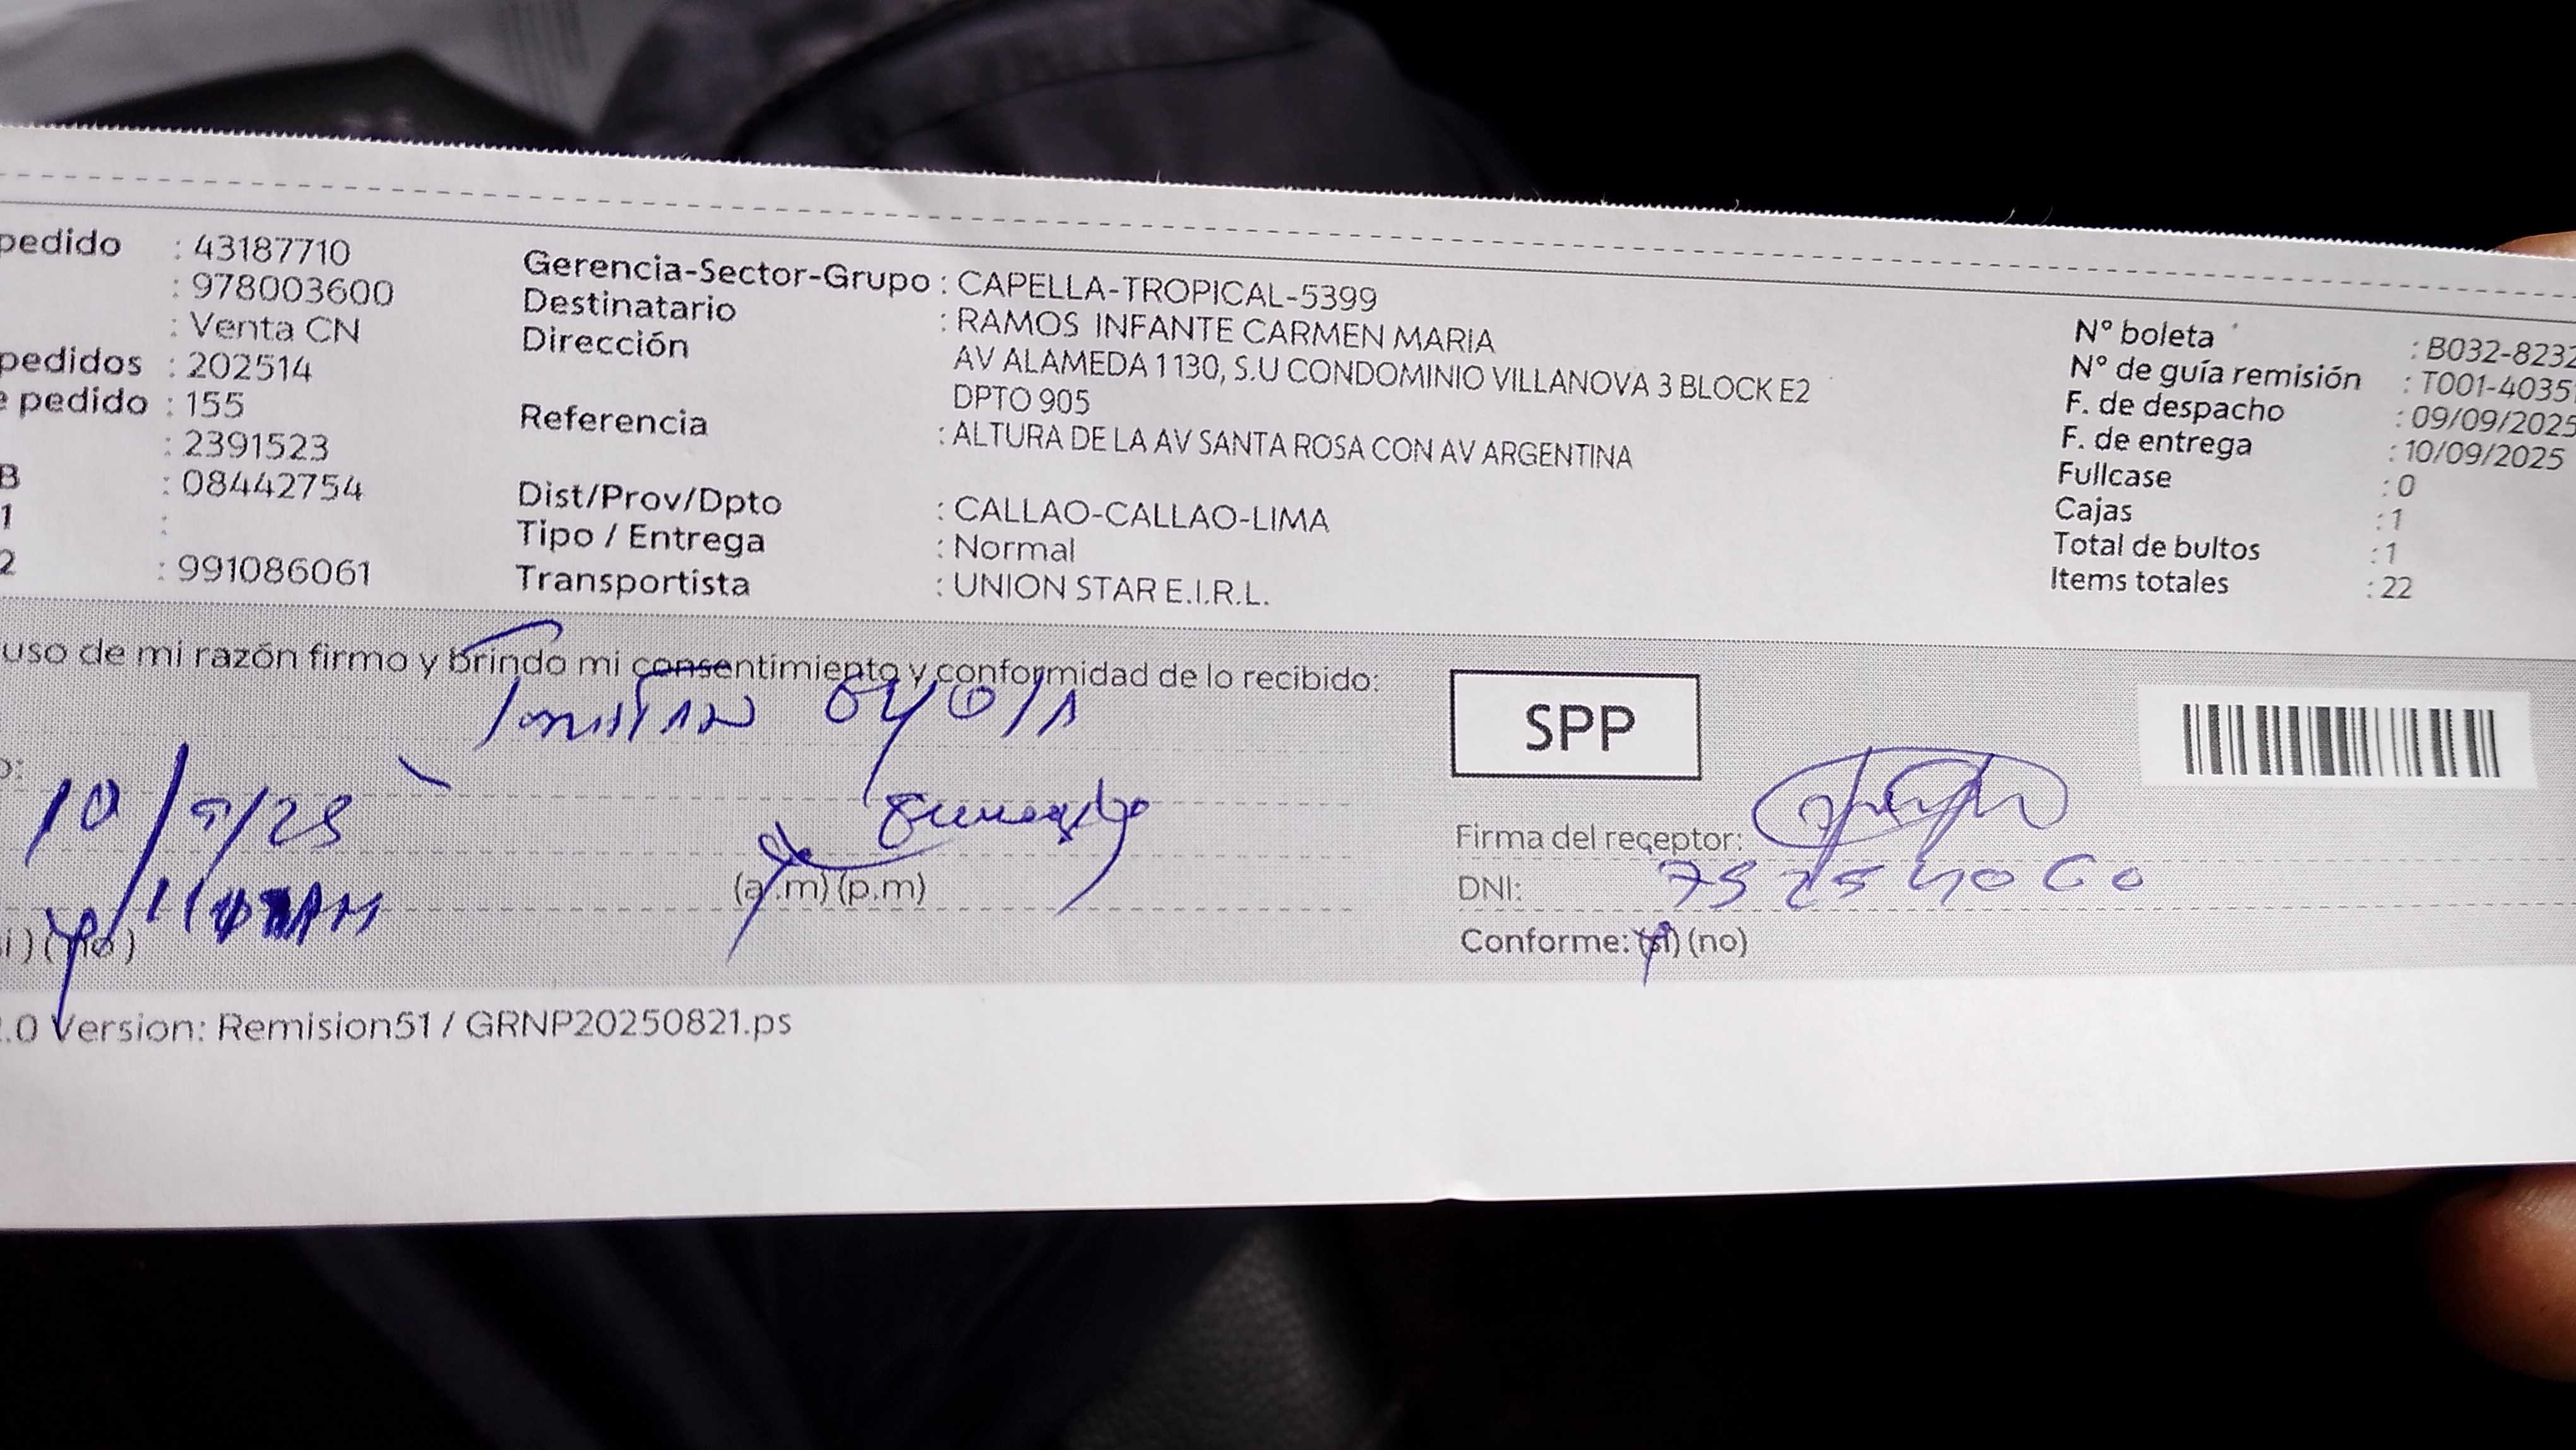 pedido : 43187710
: 978003600
: Venta CN
pedidos : 202514
e pedido : 155
: 2391523
B : 08442754
1 :
2 : 991086061
Gerencia-Sector-Grupo : CAPELLA-TROPICAL-5399
Destinatario : RAMOS INFANTE CARMEN MARIA
Dirección AV ALAMEDA 1130, S.U CONDOMINIO VILLANOVA 3 BLOCK E2
DPTO 905
Referencia : ALTURA DE LA AV SANTA ROSA CON AV ARGENTINA
Dist/Prov/Dpto : CALLAO-CALLAO-LIMA
Tipo / Entrega : Normal
Transportista : UNION STAR E.I.R.L.
N° boleta : B032-8232
N° de guía remisión : T001-4035
F. de despacho : 09/09/2025
F. de entrega : 10/09/2025
Fullcase : 0
Cajas : 1
Total de bultos : 1
Items totales : 22
uso de mi razón firmo y brindo mi consentimiento y conformidad de lo recibido:
SPP
o:
10/9/25
(a.m) (p.m)
Firma del receptor:
DNI:
i) (no)
Conforme: (si) (no)
.0 Version: Remision51 / GRNP20250821.ps